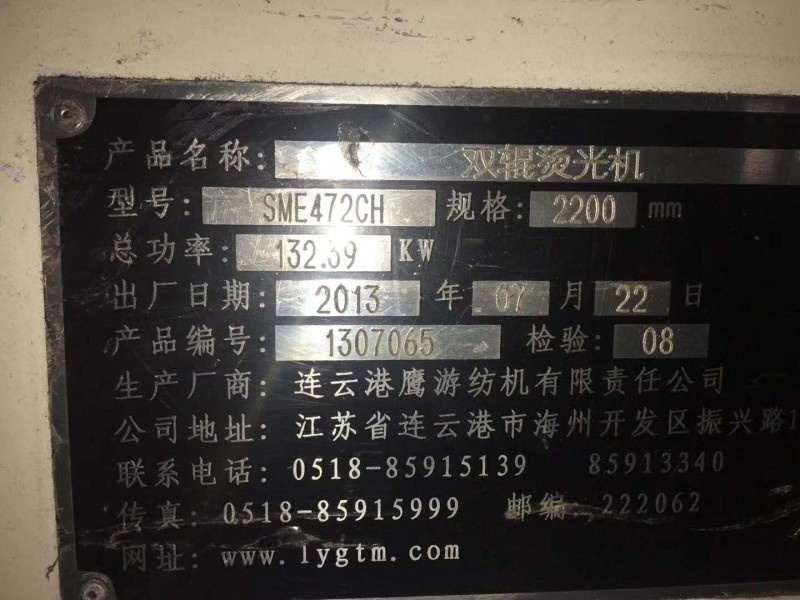 产品名称: 双辊烫光机
型号: SME472CH 规格: 2200 mm
总功率: 132.39 KW
出厂日期: 2013 年 07 月 22 日
产品编号: 1307065 检验: 08
生产厂商: 连云港鹰游纺机有限责任公司
公司地址: 江苏省连云港市海州开发区振兴路1
联系电话: 0518-85915139 85913340
传真: 0518-85915999 邮编: 222062
网址: www.lygtm.com